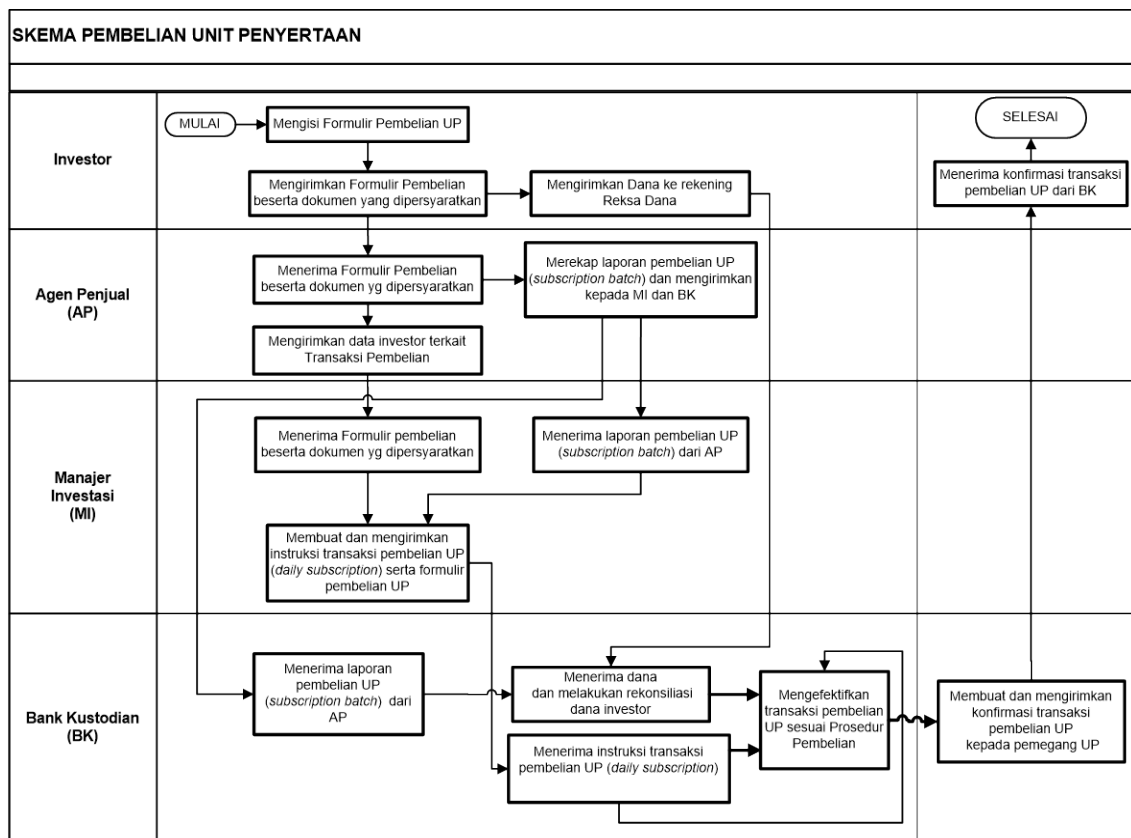 SKEMA PEMBELIAN UNIT PENYERTAAN
Investor
MULAI
Mengisi Formulir Pembelian UP
SELESAI
Mengirimkan Formulir Pembelian
beserta dokumen yang dipersyaratkan
Mengirimkan Dana ke rekening
Reksa Dana
Menerima konfirmasi transaksi
pembelian UP dari BK
Agen Penjual
(AP)
Menerima Formulir Pembelian
beserta dokumen yg dipersyaratkan
Merekap laporan pembelian UP
(subscription batch) dan mengirimkan
kepada MI dan BK
Mengirimkan data investor terkait
Transaksi Pembelian
Manajer
Investasi
(MI)
Menerima Formulir pembelian
beserta dokumen yg dipersyaratkan
Menerima laporan pembelian UP
(subscription batch) dari AP
Membuat dan mengirimkan
instruksi transaksi pembelian UP
(daily subscription) serta formulir
pembelian UP
Bank Kustodian
(BK)
Menerima laporan
pembelian UP
(subscription batch) dari
AP
Menerima dana
dan melakukan rekonsiliasi
dana investor
Menerima instruksi transaksi
pembelian UP (daily subscription)
Mengefektifkan
transaksi pembelian
UP sesuai Prosedur
Pembelian
Membuat dan mengirimkan
konfirmasi transaksi
pembelian UP
kepada pemegang UP